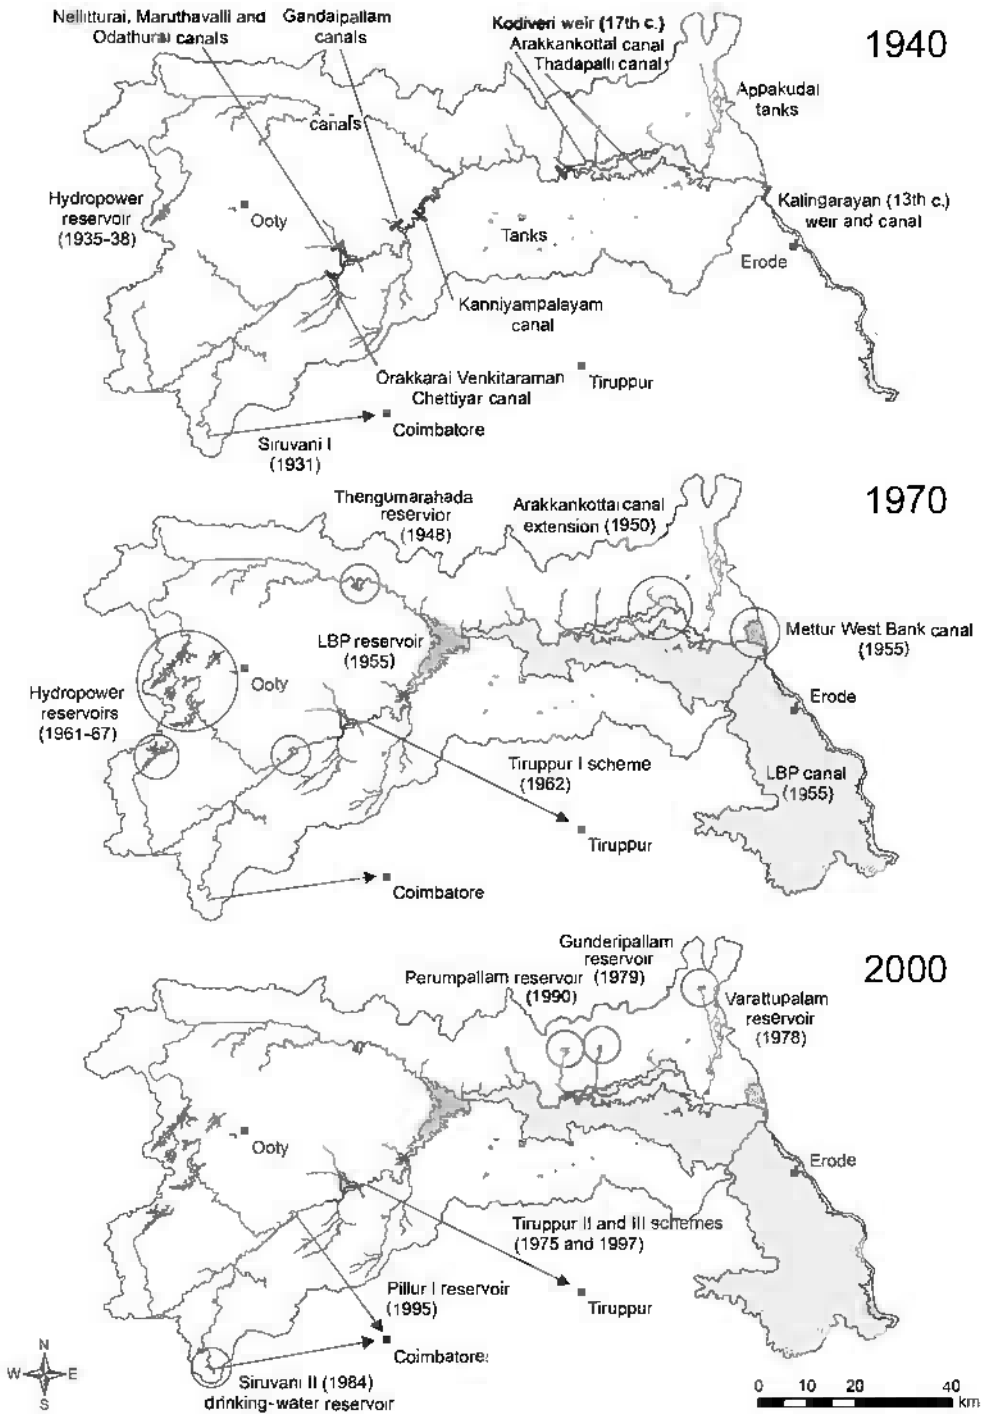 1940
Nellitturai, Maruthavalli and
Odathurai canals
Gandaipallam
canals
Kodiveri weir (17th c.)
Arakkankottai canal
Thadapalli canal
Appakudal
tanks
canals
Hydropower
reservoir
(1935-38)
Ooty
Tanks
Kalingarayan (13th c.)
weir and canal
Erode
Kanniyampalayam
canal
Orakkarai Venkitaraman
Chettiyar canal
Tiruppur
Coimbatore
Siruvani I
(1931)
1970
Thengumarahada
reservior
(1948)
Arakkankottai canal
extension (1950)
LBP reservoir
(1955)
Mettur West Bank canal
(1955)
Ooty
Hydropower
reservoirs
(1961-67)
Erode
Tiruppur I scheme
(1962)
LBP canal
(1955)
Tiruppur
Coimbatore
2000
Gunderipallam
reservoir
(1979)
Perumpallam reservoir
(1990)
Varattupalam
reservoir
(1978)
Ooty
Erode
Tiruppur II and III schemes
(1975 and 1997)
Pillur I reservoir
(1995)
Tiruppur
Coimbatore
Siruvani II (1984)
drinking-water reservoir
N
W E
S
0 10 20 40
km